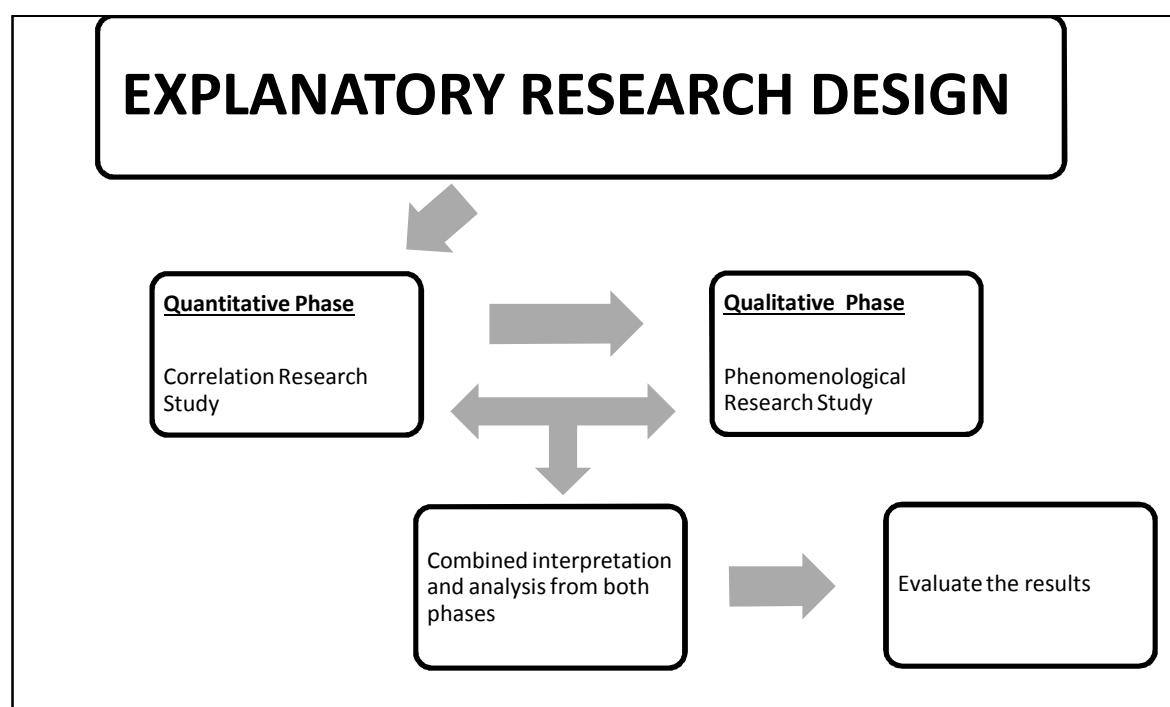 EXPLANATORY RESEARCH DESIGN
Quantitative Phase
Correlation Research
Study
Qualitative Phase
Phenomenological
Research Study
Combined interpretation
and analysis from both
phases
Evaluate the results